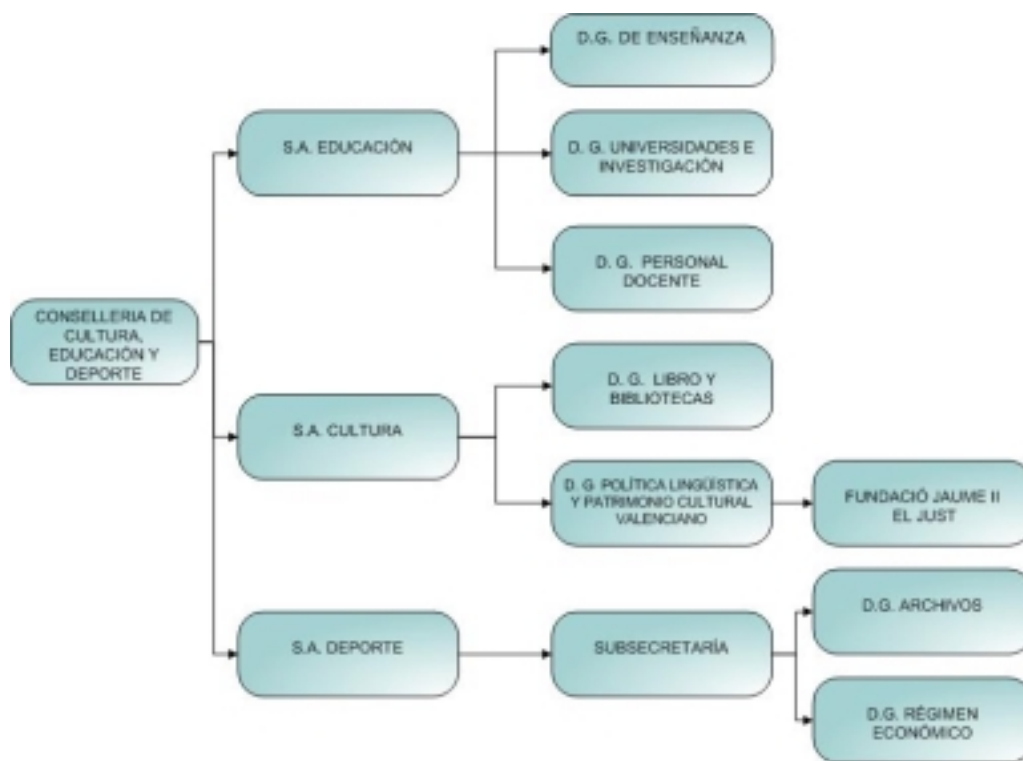 D.G. DE ENSEÑANZA
S.A. EDUCACIÓN
D. G. UNIVERSIDADES E
INVESTIGACIÓN
D. G. PERSONAL
DOCENTE
CONSELLERIA DE
CULTURA,
EDUCACIÓN Y
DEPORTE
D. G. LIBRO Y
BIBLIOTECAS
S.A. CULTURA
D. G. POLÍTICA LINGÜÍSTICA
Y PATRIMONIO CULTURAL
VALENCIANO
FUNDACIÓ JAUME II
EL JUST
S.A. DEPORTE
SUBSECRETARÍA
D.G. ARCHIVOS
D.G. RÉGIMEN
ECONÓMICO